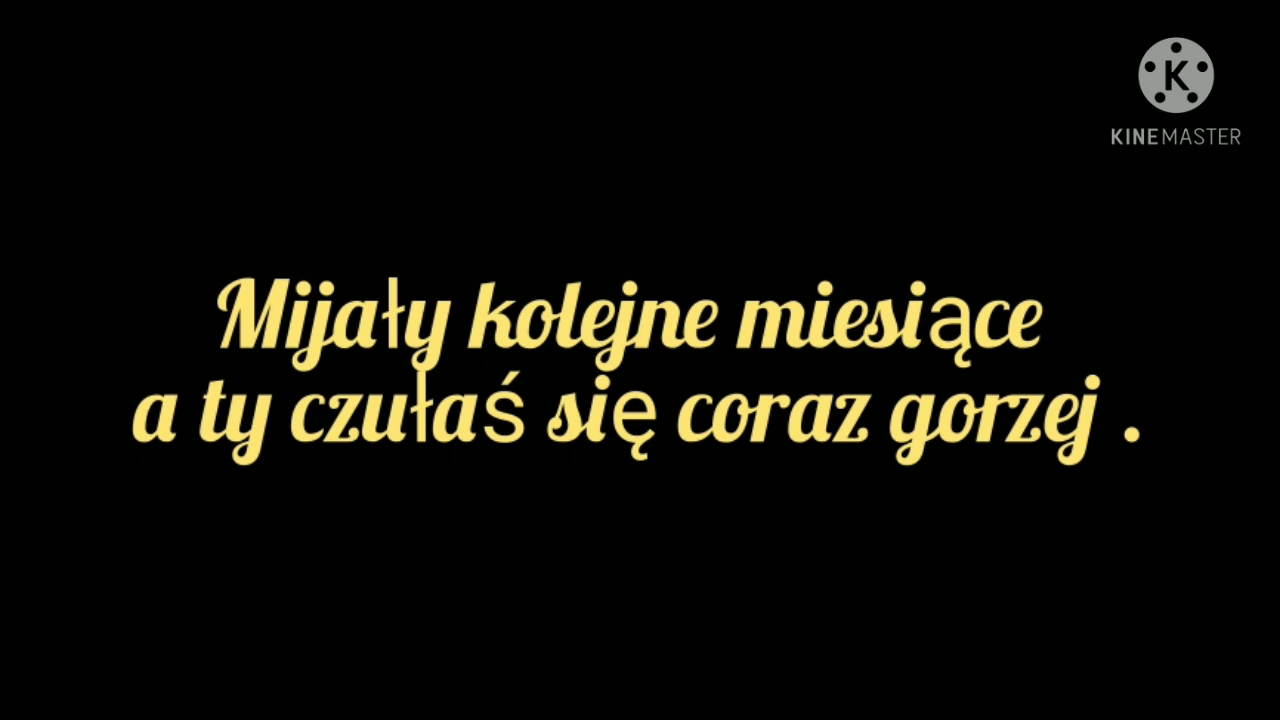 K
KINEMASTER
Mijały kolejne miesiące
a ty czułaś się coraz gorzej .